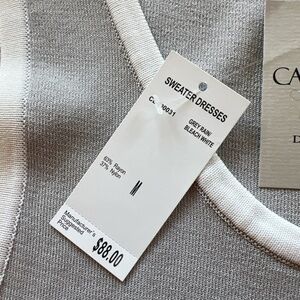 SWEATER DRESSES
GREY RAIN/
BLEACH WHITE
63% Rayon
37% Nylon
M
Manufacturer's
Suggested
Price
$88.00
CA
D